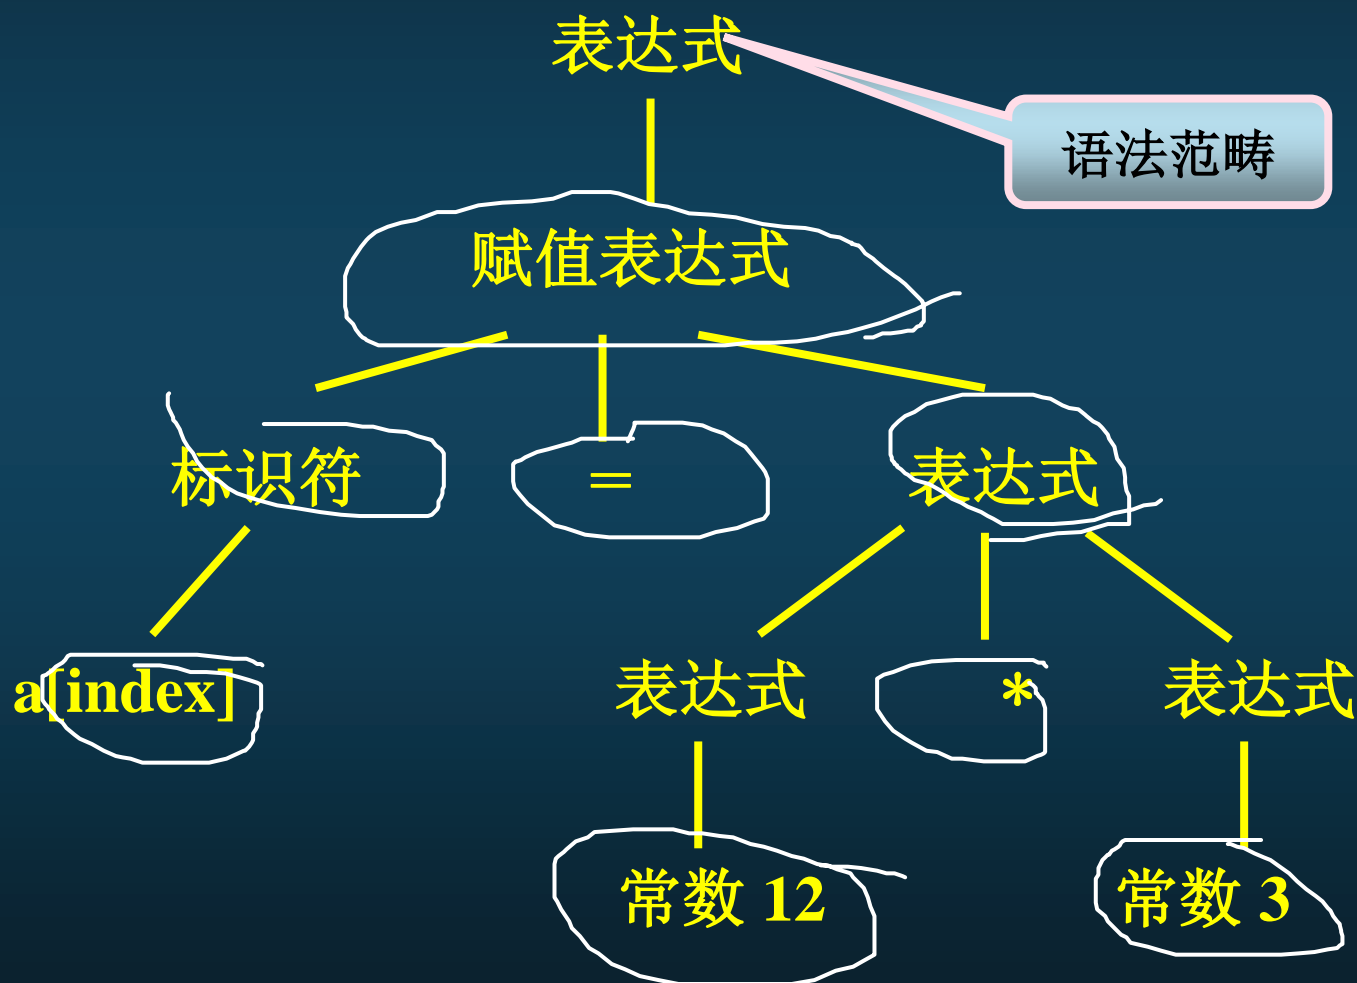 表达式
语法范畴
赋值表达式
标识符 = 表达式
a[index] 表达式 * 表达式
常数 12 常数 3